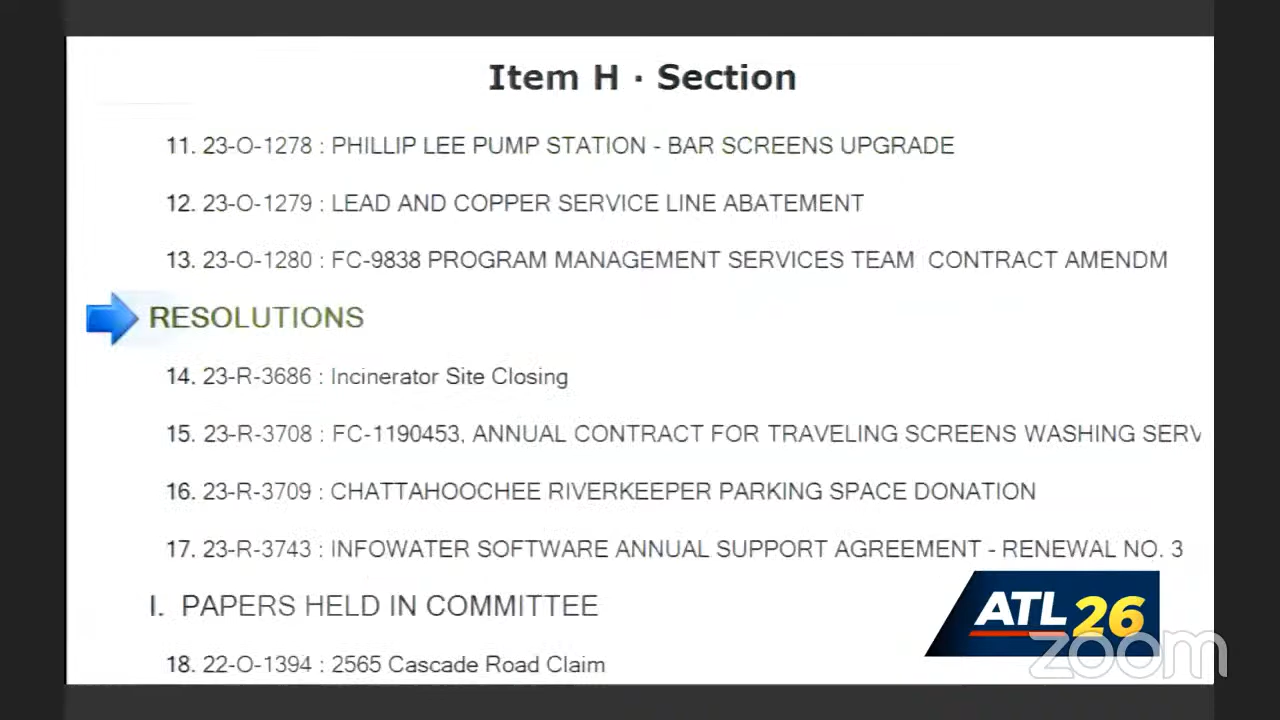 Item H · Section
11. 23-O-1278 : PHILLIP LEE PUMP STATION - BAR SCREENS UPGRADE
12. 23-O-1279 : LEAD AND COPPER SERVICE LINE ABATEMENT
13. 23-O-1280 : FC-9838 PROGRAM MANAGEMENT SERVICES TEAM CONTRACT AMENDM
RESOLUTIONS
14. 23-R-3686 : Incinerator Site Closing
15. 23-R-3708 : FC-1190453, ANNUAL CONTRACT FOR TRAVELING SCREENS WASHING SERV
16. 23-R-3709 : CHATTAHOOCHEE RIVERKEEPER PARKING SPACE DONATION
17. 23-R-3743 : INFOWATER SOFTWARE ANNUAL SUPPORT AGREEMENT - RENEWAL NO. 3
I. PAPERS HELD IN COMMITTEE
18. 22-O-1394 : 2565 Cascade Road Claim
ATL 26
zoom